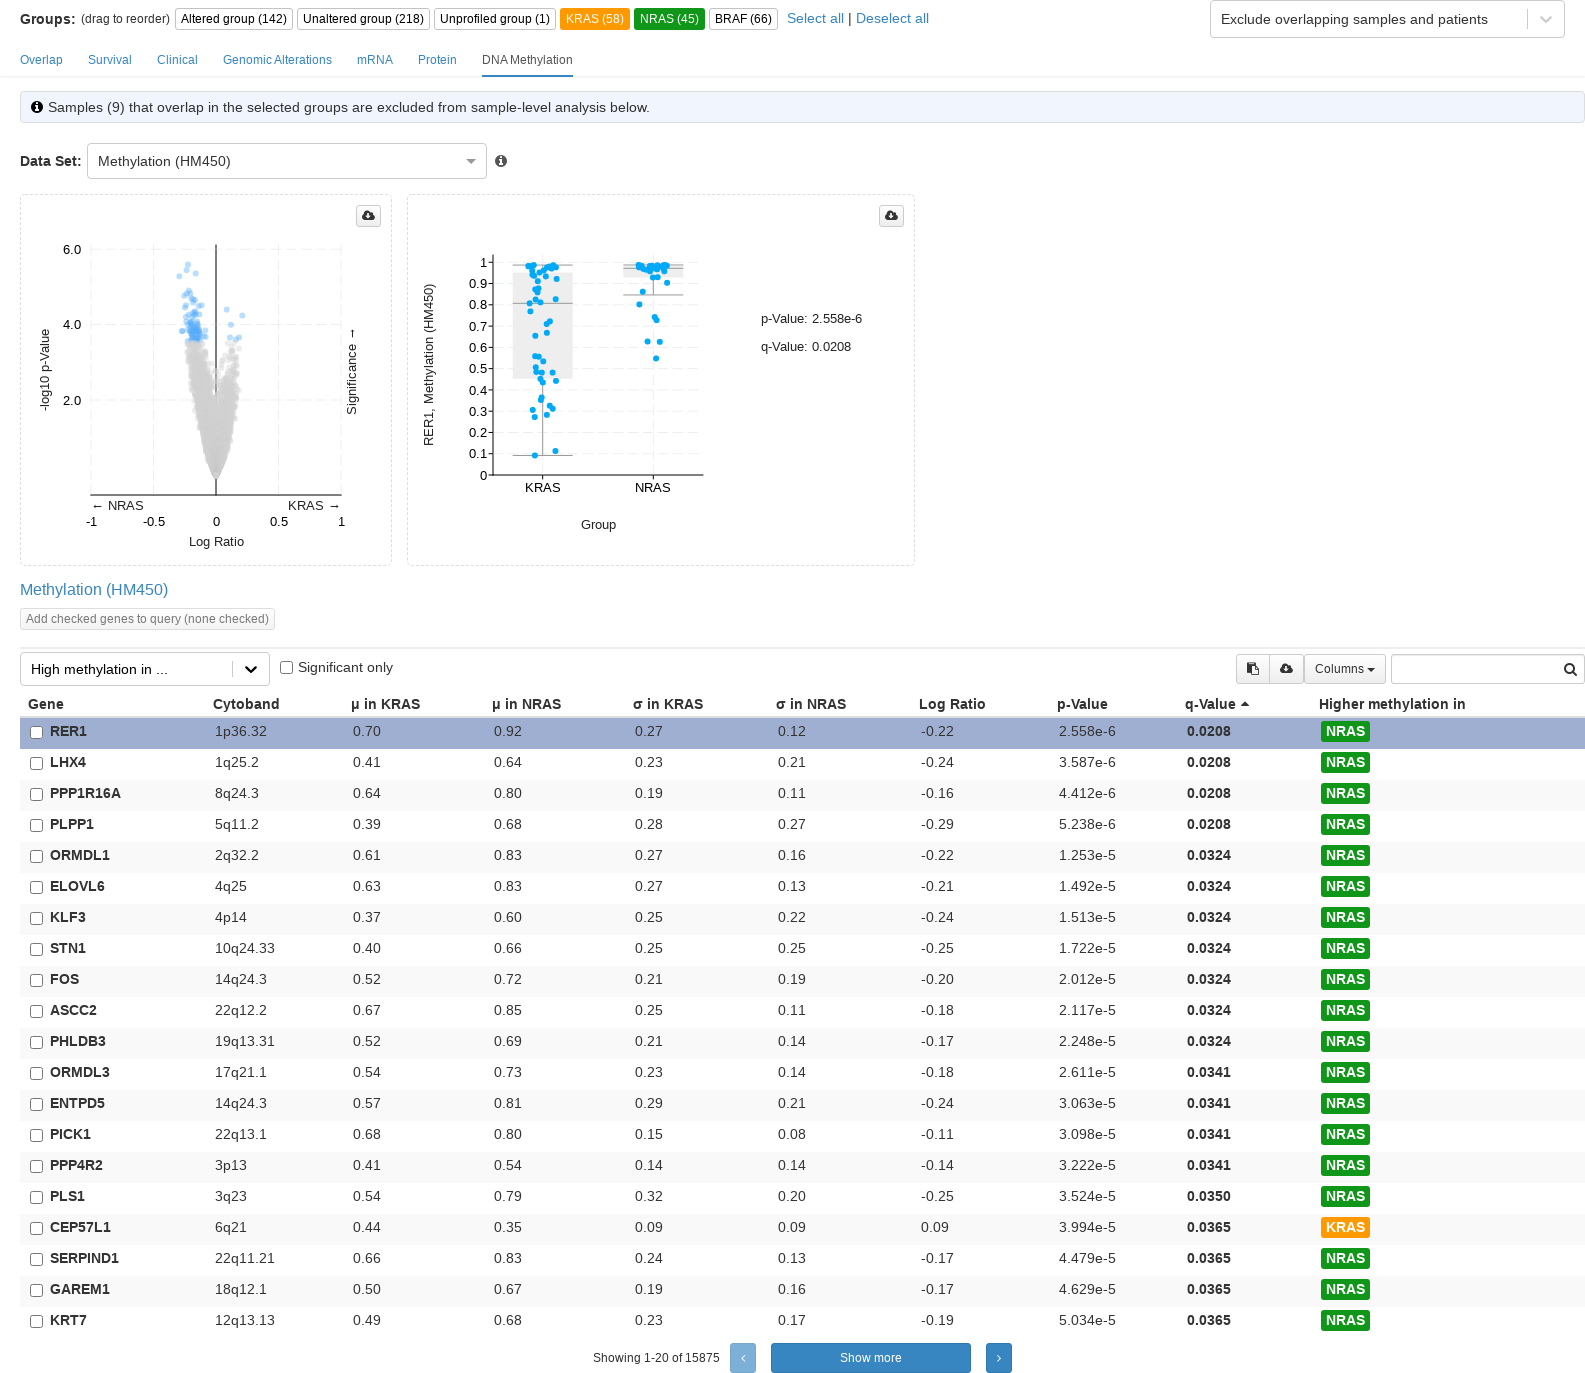 Groups: (drag to reorder) Altered group (142) Unaltered group (218) Unprofiled group (1) KRAS (58) NRAS (45) BRAF (66) Select all | Deselect all Exclude overlapping samples and patients
Overlap Survival Clinical Genomic Alterations mRNA Protein DNA Methylation
Samples (9) that overlap in the selected groups are excluded from sample-level analysis below.
Data Set: Methylation (HM450)
6.0
4.0
2.0
-log10 p-Value
Significance →
← NRAS KRAS →
-1 -0.5 0 0.5 1
Log Ratio
RER1, Methylation (HM450)
1
0.9
0.8
0.7
0.6
0.5
0.4
0.3
0.2
0.1
0
KRAS NRAS
Group
p-Value: 2.558e-6
q-Value: 0.0208
Methylation (HM450)
Add checked genes to query (none checked)
High methylation in ... Significant only Columns
Gene Cytoband μ in KRAS μ in NRAS σ in KRAS σ in NRAS Log Ratio p-Value q-Value Higher methylation in
RER1 1p36.32 0.70 0.92 0.27 0.12 -0.22 2.558e-6 0.0208 NRAS
LHX4 1q25.2 0.41 0.64 0.23 0.21 -0.24 3.587e-6 0.0208 NRAS
PPP1R16A 8q24.3 0.64 0.80 0.19 0.11 -0.16 4.412e-6 0.0208 NRAS
PLPP1 5q11.2 0.39 0.68 0.28 0.27 -0.29 5.238e-6 0.0208 NRAS
ORMDL1 2q32.2 0.61 0.83 0.27 0.16 -0.22 1.253e-5 0.0324 NRAS
ELOVL6 4q25 0.63 0.83 0.27 0.13 -0.21 1.492e-5 0.0324 NRAS
KLF3 4p14 0.37 0.60 0.25 0.22 -0.24 1.513e-5 0.0324 NRAS
STN1 10q24.33 0.40 0.66 0.25 0.25 -0.25 1.722e-5 0.0324 NRAS
FOS 14q24.3 0.52 0.72 0.21 0.19 -0.20 2.012e-5 0.0324 NRAS
ASCC2 22q12.2 0.67 0.85 0.25 0.11 -0.18 2.117e-5 0.0324 NRAS
PHLDB3 19q13.31 0.52 0.69 0.21 0.14 -0.17 2.248e-5 0.0324 NRAS
ORMDL3 17q21.1 0.54 0.73 0.23 0.14 -0.18 2.611e-5 0.0341 NRAS
ENTPD5 14q24.3 0.57 0.81 0.29 0.21 -0.24 3.063e-5 0.0341 NRAS
PICK1 22q13.1 0.68 0.80 0.15 0.08 -0.11 3.098e-5 0.0341 NRAS
PPP4R2 3p13 0.41 0.54 0.14 0.14 -0.14 3.222e-5 0.0341 NRAS
PLS1 3q23 0.54 0.79 0.32 0.20 -0.25 3.524e-5 0.0350 NRAS
CEP57L1 6q21 0.44 0.35 0.09 0.09 0.09 3.994e-5 0.0365 KRAS
SERPIND1 22q11.21 0.66 0.83 0.24 0.13 -0.17 4.479e-5 0.0365 NRAS
GAREM1 18q12.1 0.50 0.67 0.19 0.16 -0.17 4.629e-5 0.0365 NRAS
KRT7 12q13.13 0.49 0.68 0.23 0.17 -0.19 5.034e-5 0.0365 NRAS
Showing 1-20 of 15875 ‹ Show more ›